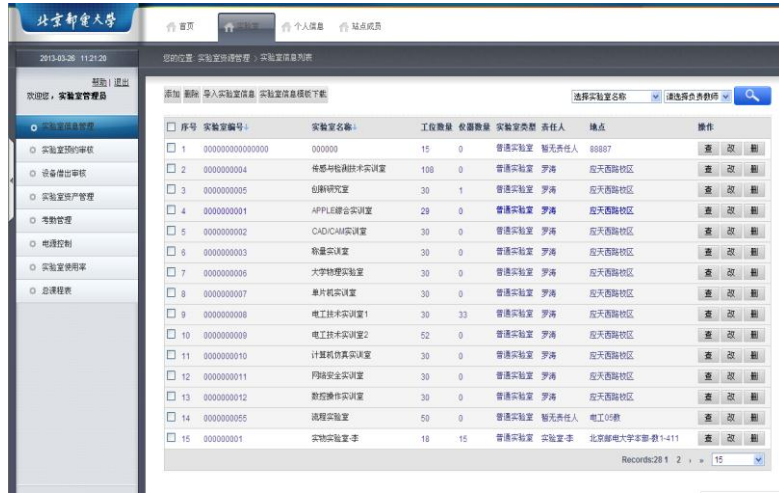 北京邮电大学
首页 实验室 个人信息 站点成员
2013-03-26 11:21:20
您的位置: 实验室资源管理 > 实验室信息列表
帮助 | 退出
欢迎您，实验室管理员
实验室信息管理
实验室预约审核
设备借出审核
实验室资产管理
考勤管理
电源控制
实验室使用率
总课程表
添加 删除 导入实验室信息 实验室信息模板下载
选择实验室名称 请选择负责教师
序号 实验室编号 实验室名称 工位数量 仪器数量 实验室类型 责任人 地点 操作
1 000000000000000 000000 15 0 普通实验室 暂无责任人 88887 查 改 删
2 0000000004 传感与检测技术实训室 108 0 普通实验室 罗涛 应天西路校区 查 改 删
3 0000000005 创新研究室 30 1 普通实验室 罗涛 应天西路校区 查 改 删
4 0000000001 APPLE综合实训室 29 0 普通实验室 罗涛 应天西路校区 查 改 删
5 0000000002 CAD/CAM实训室 30 0 普通实验室 罗涛 应天西路校区 查 改 删
6 0000000003 称量实训室 30 0 普通实验室 罗涛 应天西路校区 查 改 删
7 0000000006 大学物理实验室 30 0 普通实验室 罗涛 应天西路校区 查 改 删
8 0000000007 单片机实训室 30 0 普通实验室 罗涛 应天西路校区 查 改 删
9 0000000008 电工技术实训室1 30 33 普通实验室 罗涛 应天西路校区 查 改 删
10 0000000009 电工技术实训室2 52 0 普通实验室 罗涛 应天西路校区 查 改 删
11 0000000010 计算机仿真实训室 30 0 普通实验室 罗涛 应天西路校区 查 改 删
12 0000000011 网络安全实训室 30 0 普通实验室 罗涛 应天西路校区 查 改 删
13 0000000012 数控操作实训室 30 0 普通实验室 罗涛 应天西路校区 查 改 删
14 0000000055 流程实验室 50 0 普通实验室 暂无责任人 电工05教 查 改 删
15 000000001 实物实验室-李 18 15 普通实验室 实验室-李 北京邮电大学本部-教1-411 查 改 删
Records:28 1 2 › » 15